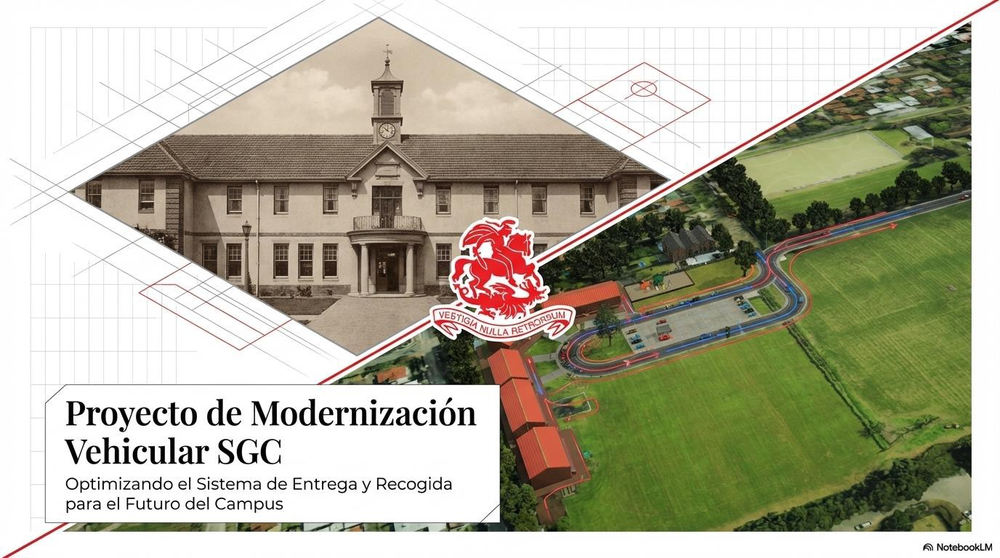 VESTIGIA NULLA RETRORSUM
Proyecto de Modernización
Vehicular SGC
Optimizando el Sistema de Entrega y Recogida
para el Futuro del Campus
NotebookLM